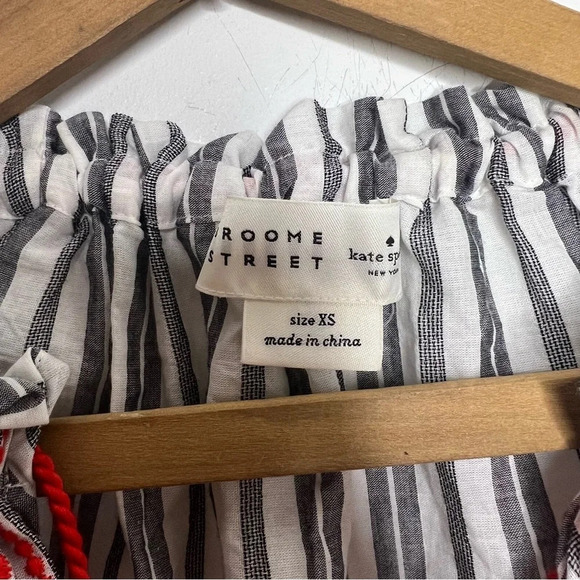 ROOME
STREET
kate sp
NEW YORK
size XS
made in china